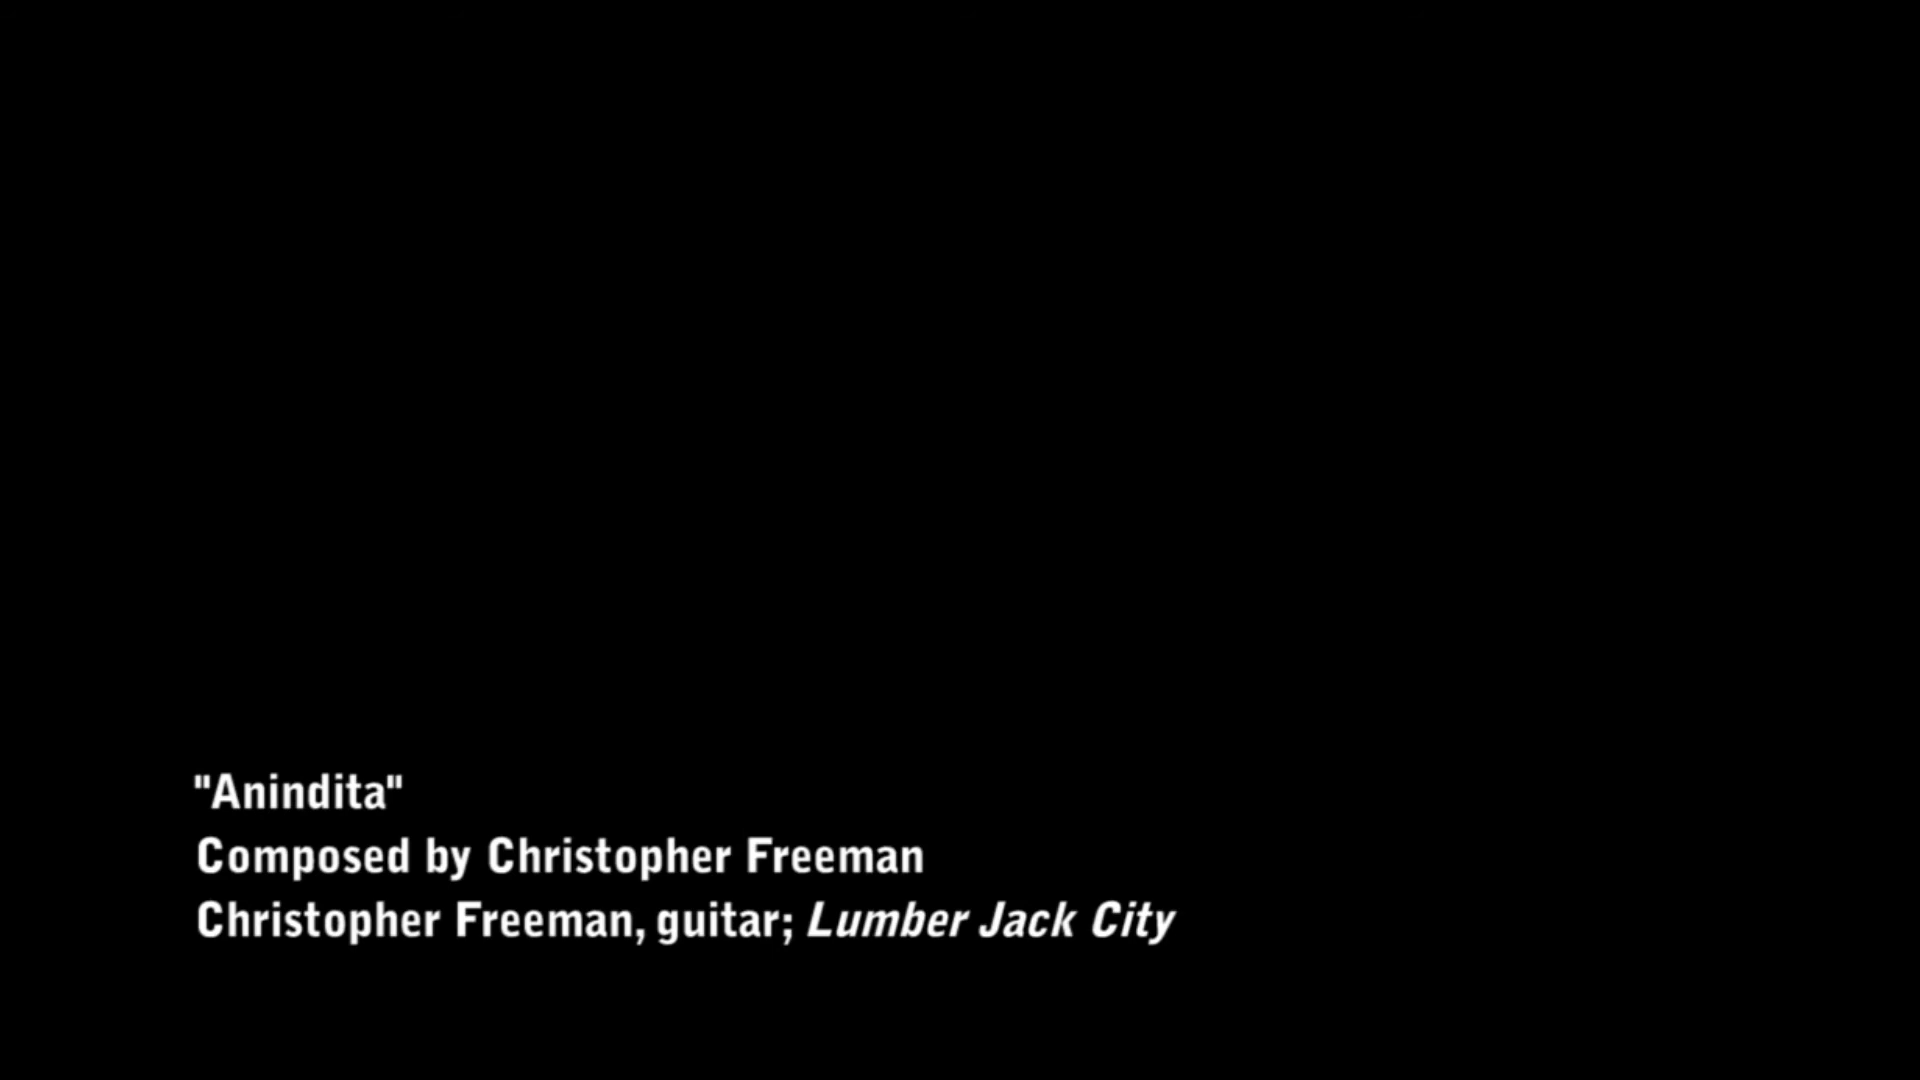 "Anindita"
Composed by Christopher Freeman
Christopher Freeman, guitar; Lumber Jack City